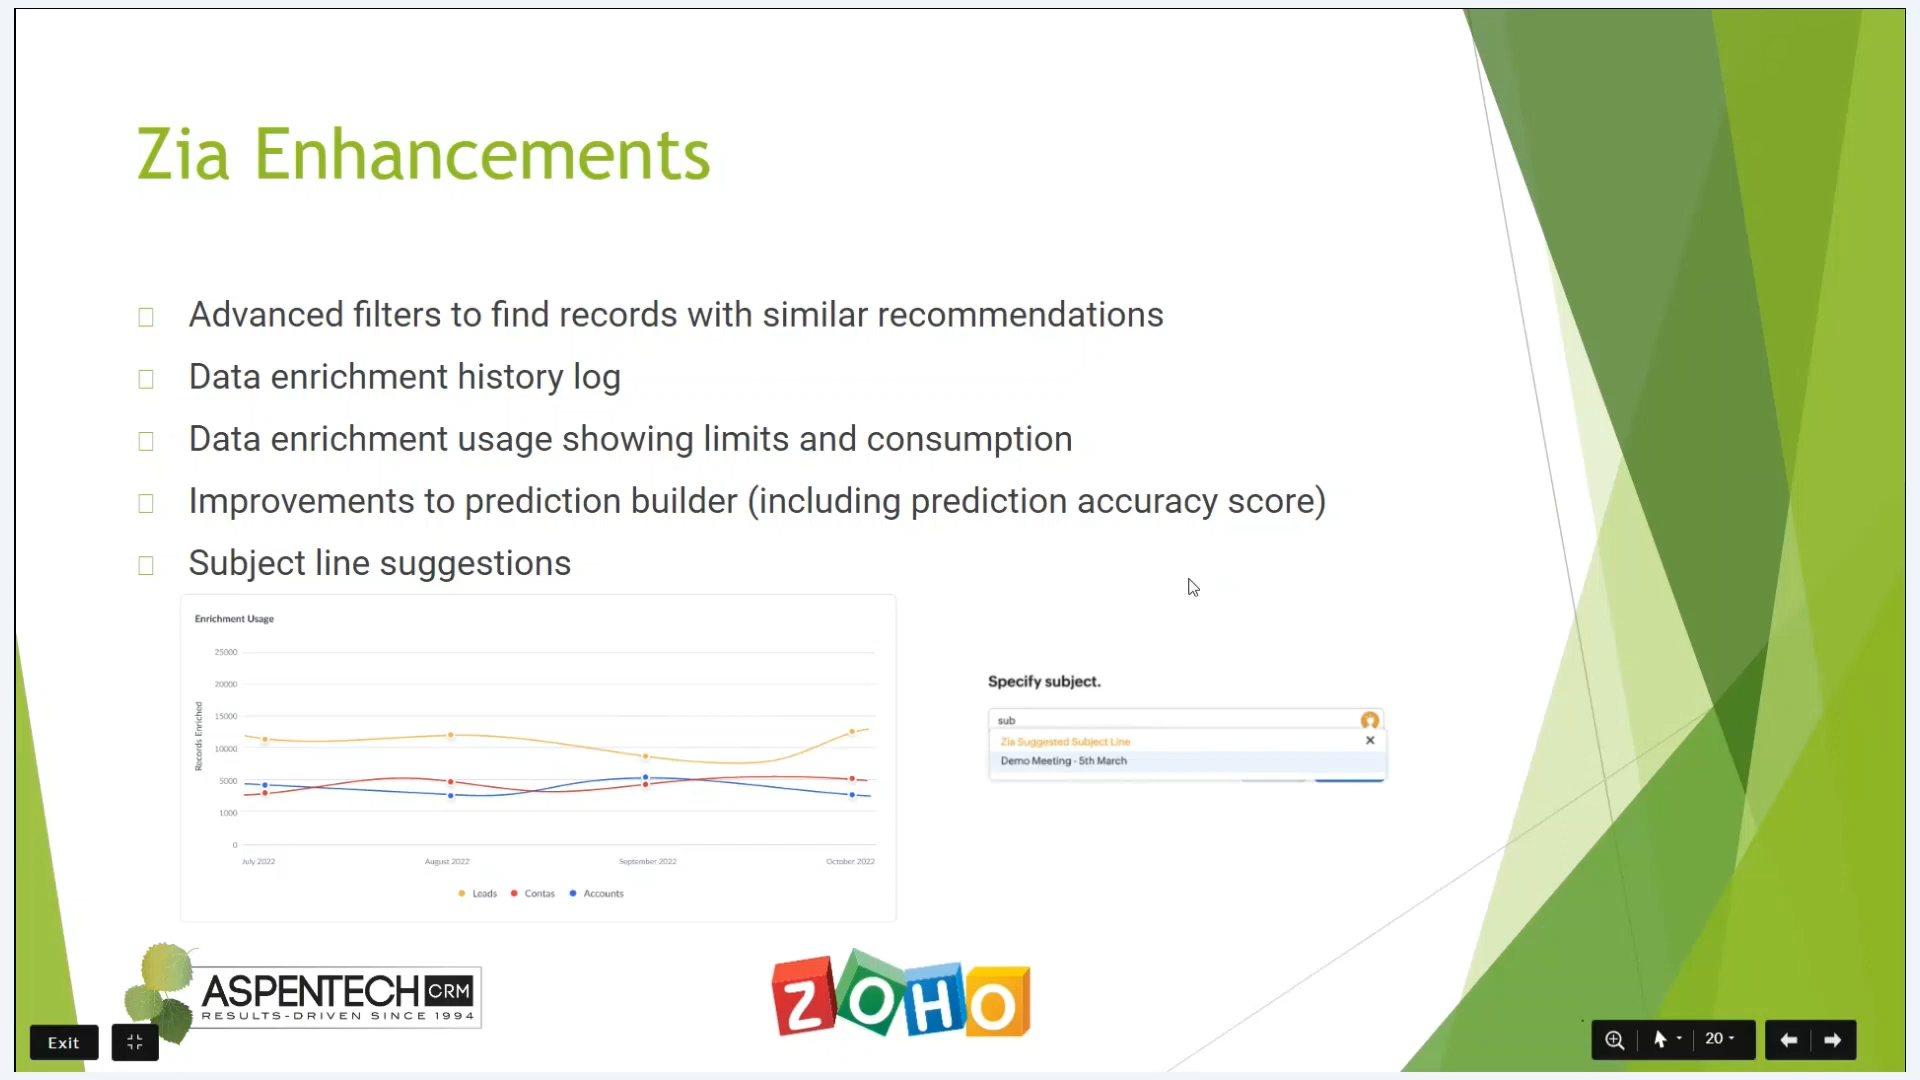 Zia Enhancements
Advanced filters to find records with similar recommendations
Data enrichment history log
Data enrichment usage showing limits and consumption
Improvements to prediction builder (including prediction accuracy score)
Subject line suggestions
Enrichment Usage
25000
20000
15000
10000
5000
1000
0
Records Enriched
July 2022 August 2022 September 2022 October 2022
Leads Contas Accounts
Specify subject.
sub
Zia Suggested Subject Line
Demo Meeting - 5th March
ASPENTECH CRM
RESULTS-DRIVEN SINCE 1994
ZOHO
Exit
20